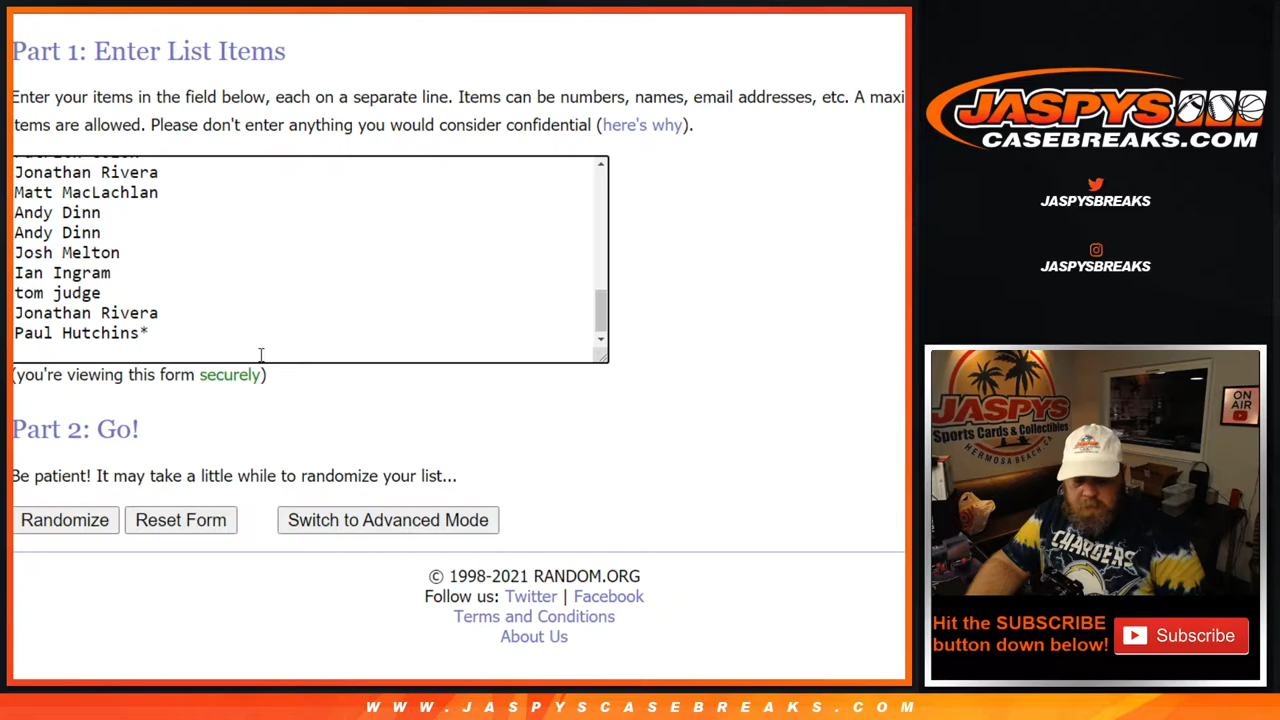 Part 1: Enter List Items
Enter your items in the field below, each on a separate line. Items can be numbers, names, email addresses, etc. A maxi
tems are allowed. Please don't enter anything you would consider confidential (here's why).
Jonathan Rivera
Matt MacLachlan
Andy Dinn
Andy Dinn
Josh Melton
Ian Ingram
tom judge
Jonathan Rivera
Paul Hutchins*
(you're viewing this form securely)
Part 2: Go!
Be patient! It may take a little while to randomize your list...
Randomize Reset Form Switch to Advanced Mode
© 1998-2021 RANDOM.ORG
Follow us: Twitter | Facebook
Terms and Conditions
About Us
JASPYS
CASEBREAKS.COM
JASPYSBREAKS
JASPYSBREAKS
JASPYS
Sports Cards & Collectibles
HERMOSA BEACH, CA
ON AIR
CHARGERS
Hit the SUBSCRIBE
button down below!
Subscribe
WWW.JASPYSCASEBREAKS.COM